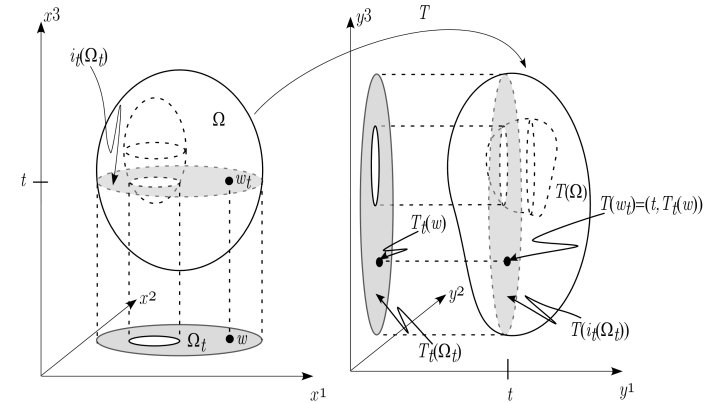 x3
y3
T
i_t(Ω_t)
Ω
t
w_t
T(Ω)
T(w_t)=(t, T_t(w))
T_t(w)
x2
y2
Ω_t
w
T_t(Ω_t)
T(i_t(Ω_t))
x1
t
y1